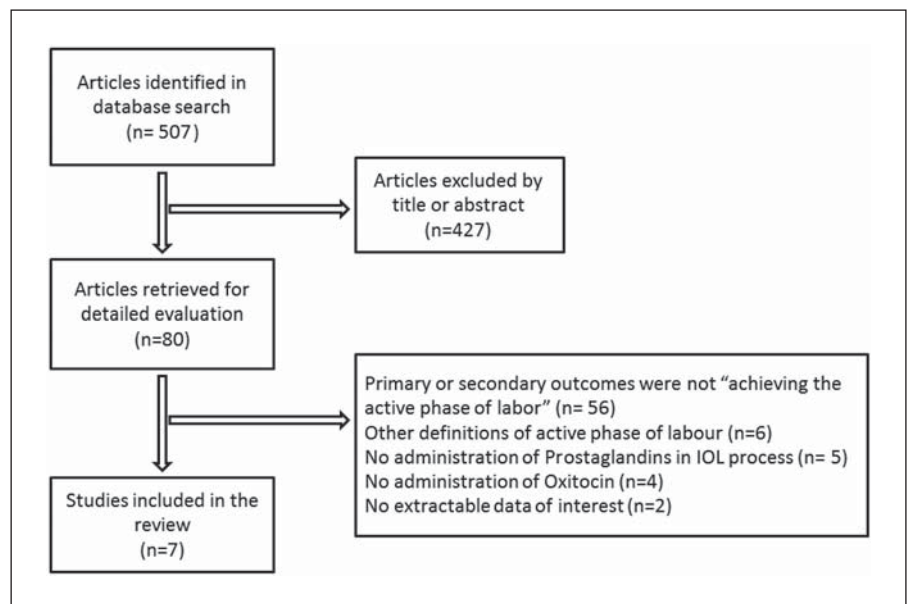 Articles identified in
database search
(n= 507)
Articles excluded by
title or abstract
(n=427)
Articles retrieved for
detailed evaluation
(n=80)
Primary or secondary outcomes were not “achieving the
active phase of labor” (n= 56)
Other definitions of active phase of labour (n=6)
No administration of Prostaglandins in IOL process (n= 5)
No administration of Oxitocin (n=4)
No extractable data of interest (n=2)
Studies included in the
review
(n=7)